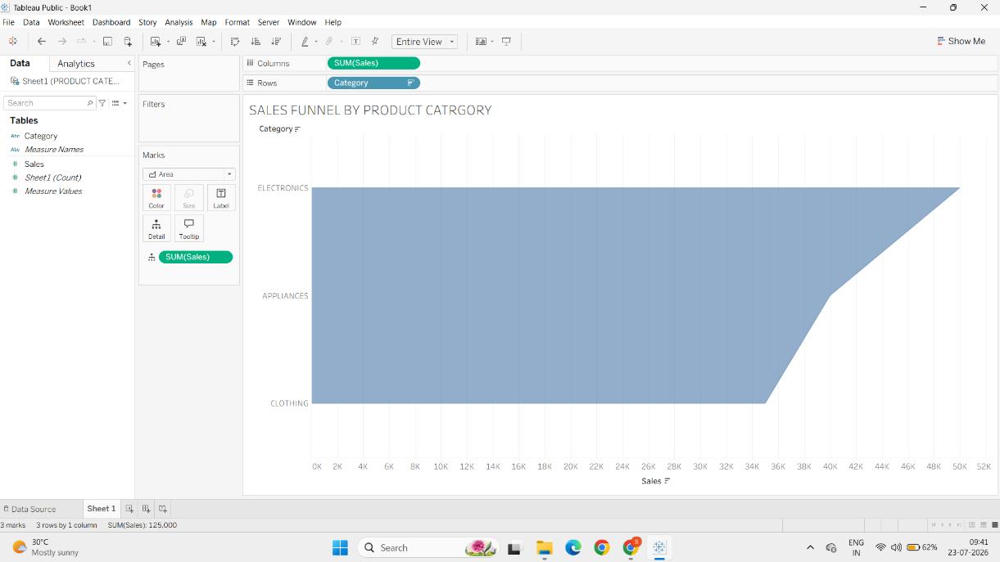 Tableau Public - Book1
File Data Worksheet Dashboard Story Analysis Map Format Server Window Help
Entire View
Show Me
Data Analytics
Sheet1 (PRODUCT CATE...
Search
Tables
Abc Category
Abc Measure Names
# Sales
# Sheet1 (Count)
# Measure Values
Pages
Filters
Marks
Area
Color Size Label
Detail Tooltip
SUM(Sales)
Columns SUM(Sales)
Rows Category
SALES FUNNEL BY PRODUCT CATRGORY
Category
ELECTRONICS
APPLIANCES
CLOTHING
0K 2K 4K 6K 8K 10K 12K 14K 16K 18K 20K 22K 24K 26K 28K 30K 32K 34K 36K 38K 40K 42K 44K 46K 48K 50K 52K
Sales
Data Source Sheet 1
3 marks 3 rows by 1 column SUM(Sales): 125,000
30°C
Mostly sunny
Search
S
ENG
IN
62%
09:41
23-07-2026